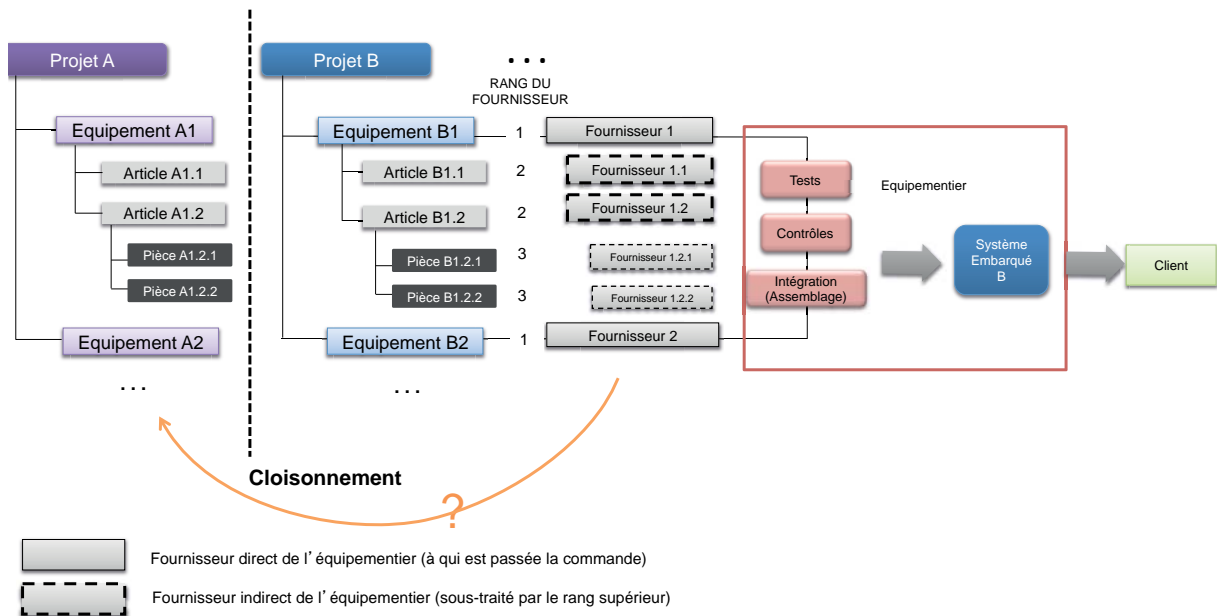 Projet A
Projet B
...
RANG DU
FOURNISSEUR
Equipement A1
Equipement B1
1
Fournisseur 1
Article A1.1
Article B1.1
2
Fournisseur 1.1
Tests
Equipementier
Article A1.2
Article B1.2
2
Fournisseur 1.2
Contrôles
Système
Embarqué
B
Client
Pièce A1.2.1
Pièce B1.2.1
3
Fournisseur 1.2.1
Intégration
(Assemblage)
Pièce A1.2.2
Pièce B1.2.2
3
Fournisseur 1.2.2
Equipement A2
Equipement B2
1
Fournisseur 2
...
...
Cloisonnement
?
Fournisseur direct de l'équipementier (à qui est passée la commande)
Fournisseur indirect de l'équipementier (sous-traité par le rang supérieur)